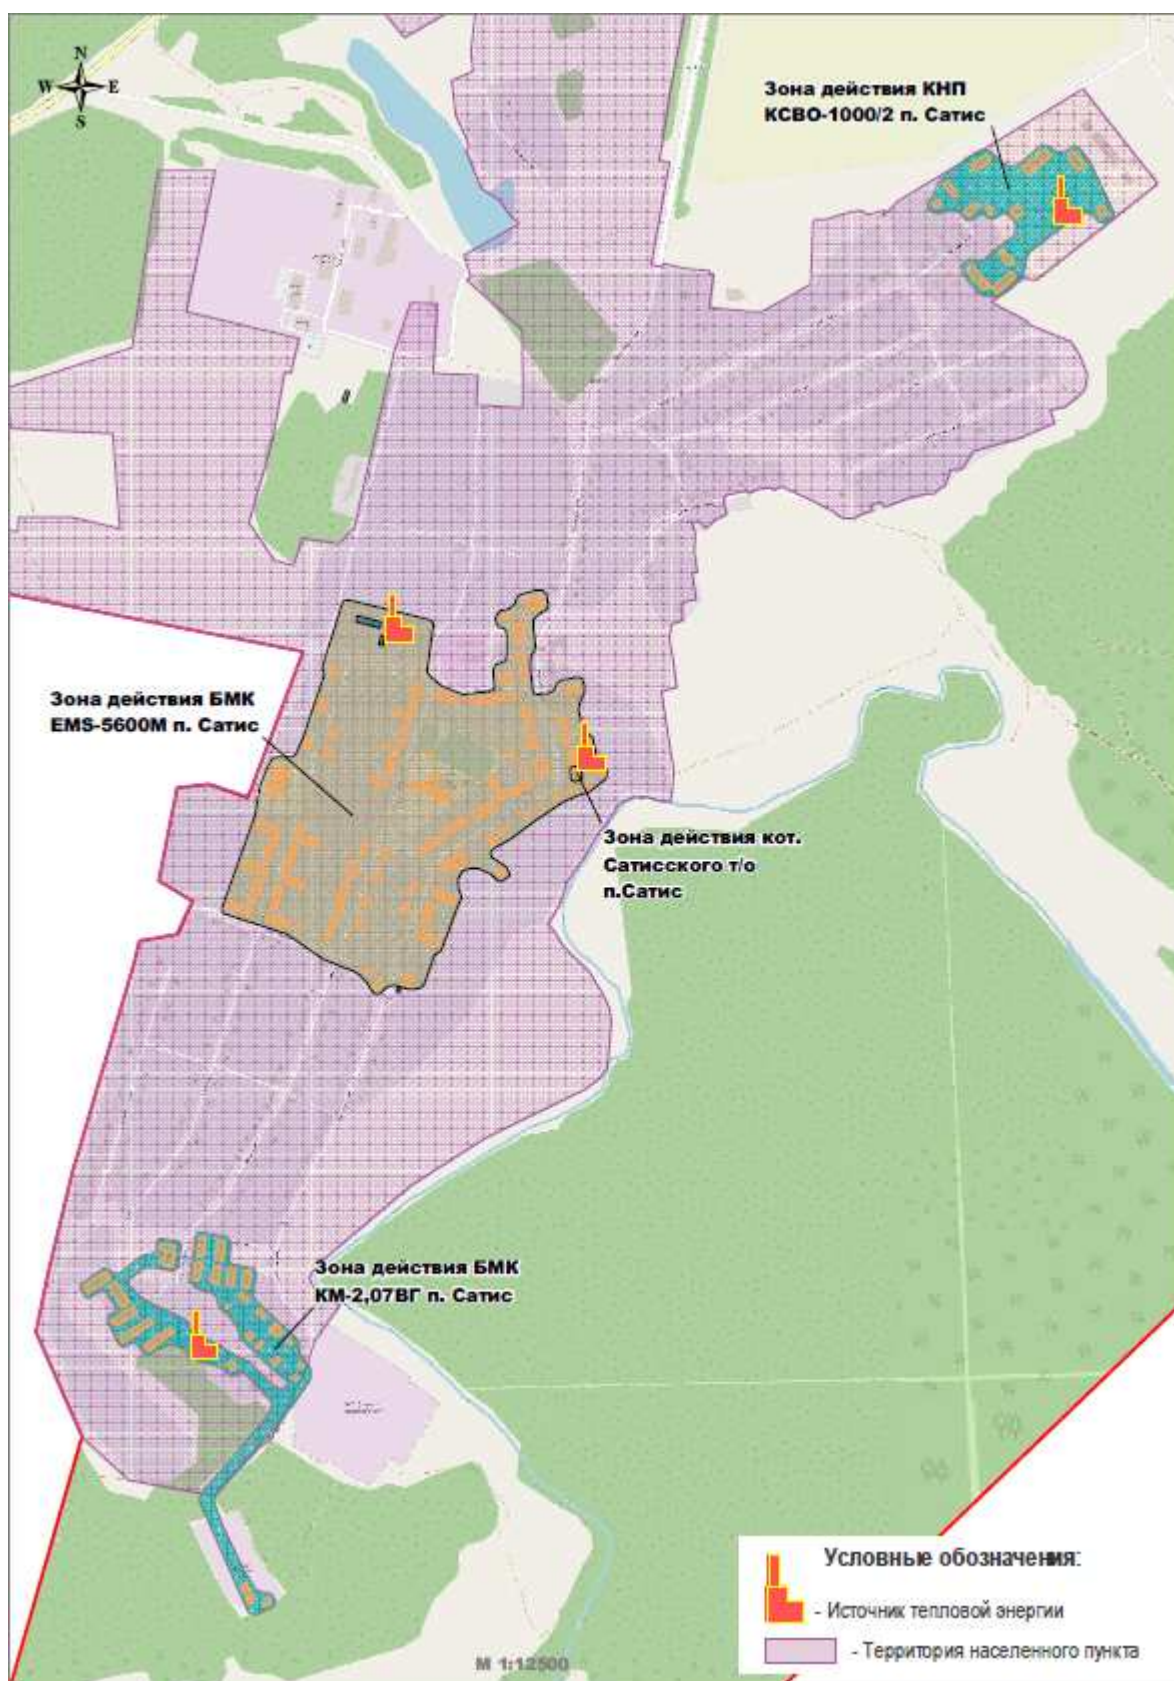 N
W E
S
Зона действия КНП
КСВО-1000/2 п. Сатис
Зона действия БМК
EMS-5600М п. Сатис
Зона действия кот.
Сатисского т/о
п.Сатис
Зона действия БМК
КМ-2,07ВГ п. Сатис
Условные обозначения:
- Источник тепловой энергии
- Территория населенного пункта
М 1:12500